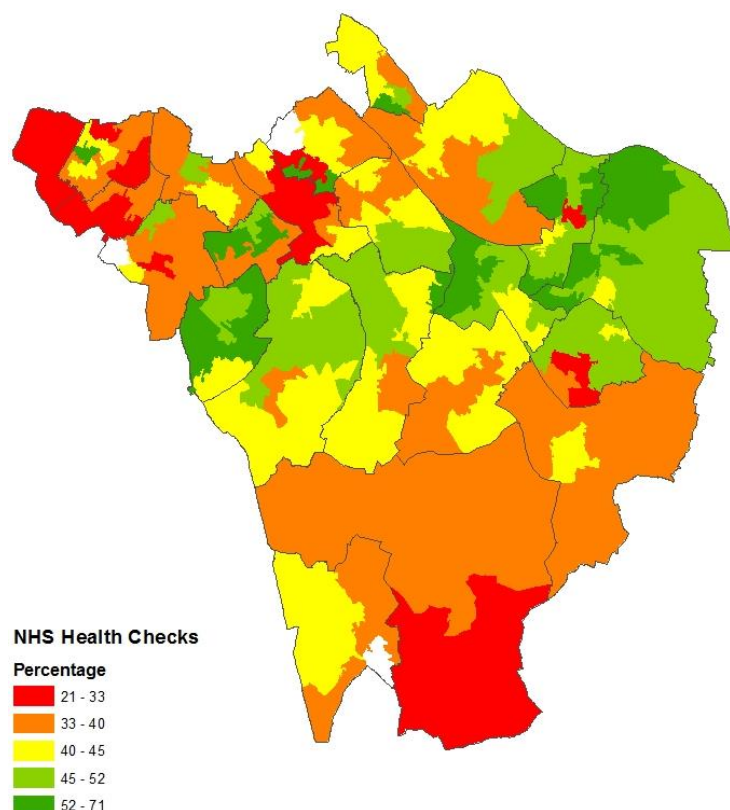 NHS Health Checks
Percentage
21 - 33
33 - 40
40 - 45
45 - 52
52 - 71